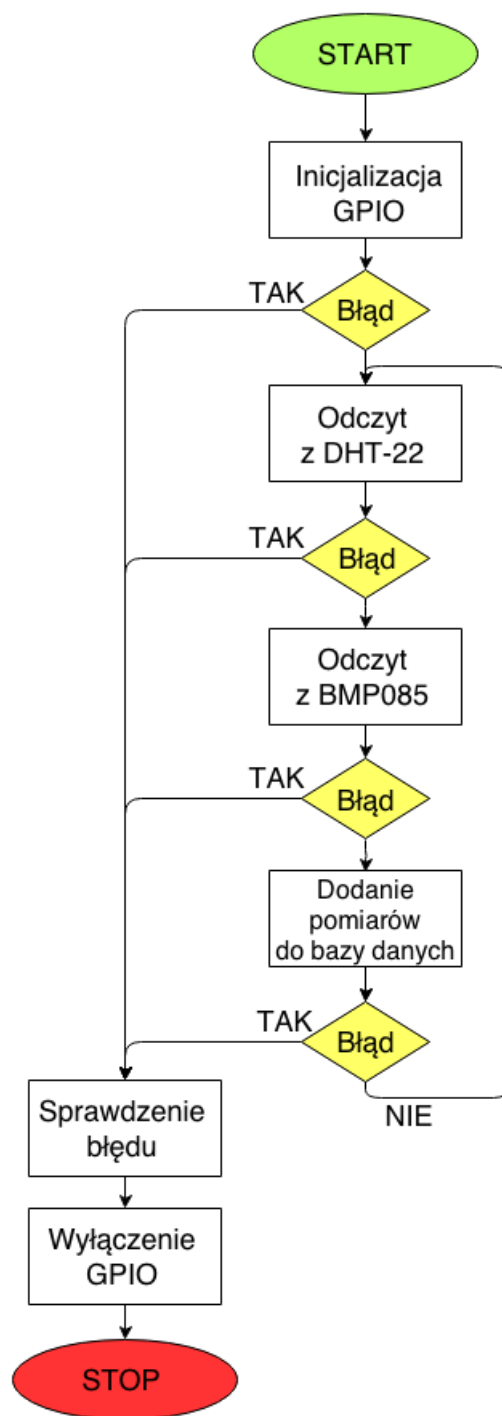 START
Inicjalizacja
GPIO
TAK
Błąd
Odczyt
z DHT-22
TAK
Błąd
Odczyt
z BMP085
TAK
Błąd
Dodanie
pomiarów
do bazy danych
TAK
Błąd
NIE
Sprawdzenie
błędu
Wyłączenie
GPIO
STOP